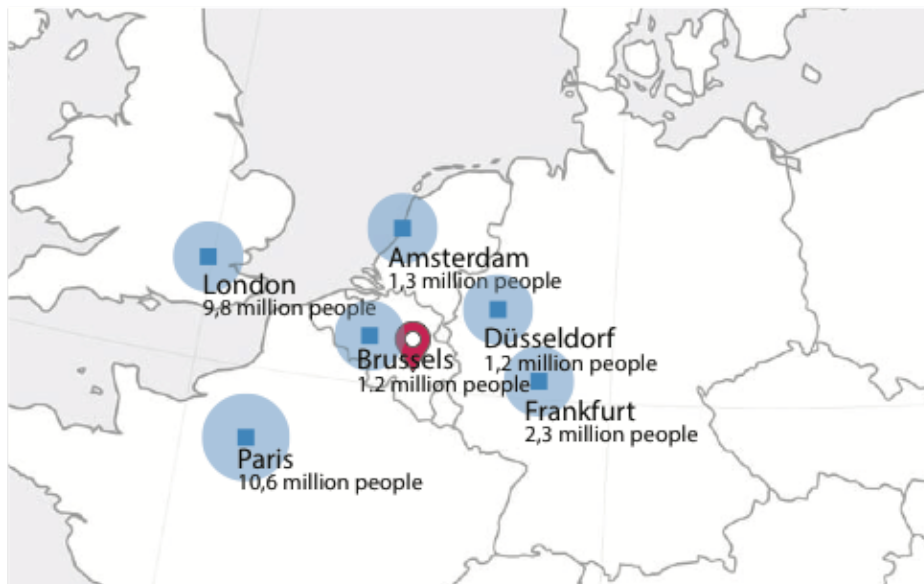 Amsterdam
1,3 million people
London
9,8 million people
Düsseldorf
1,2 million people
Brussels
1.2 million people
Frankfurt
2,3 million people
Paris
10,6 million people